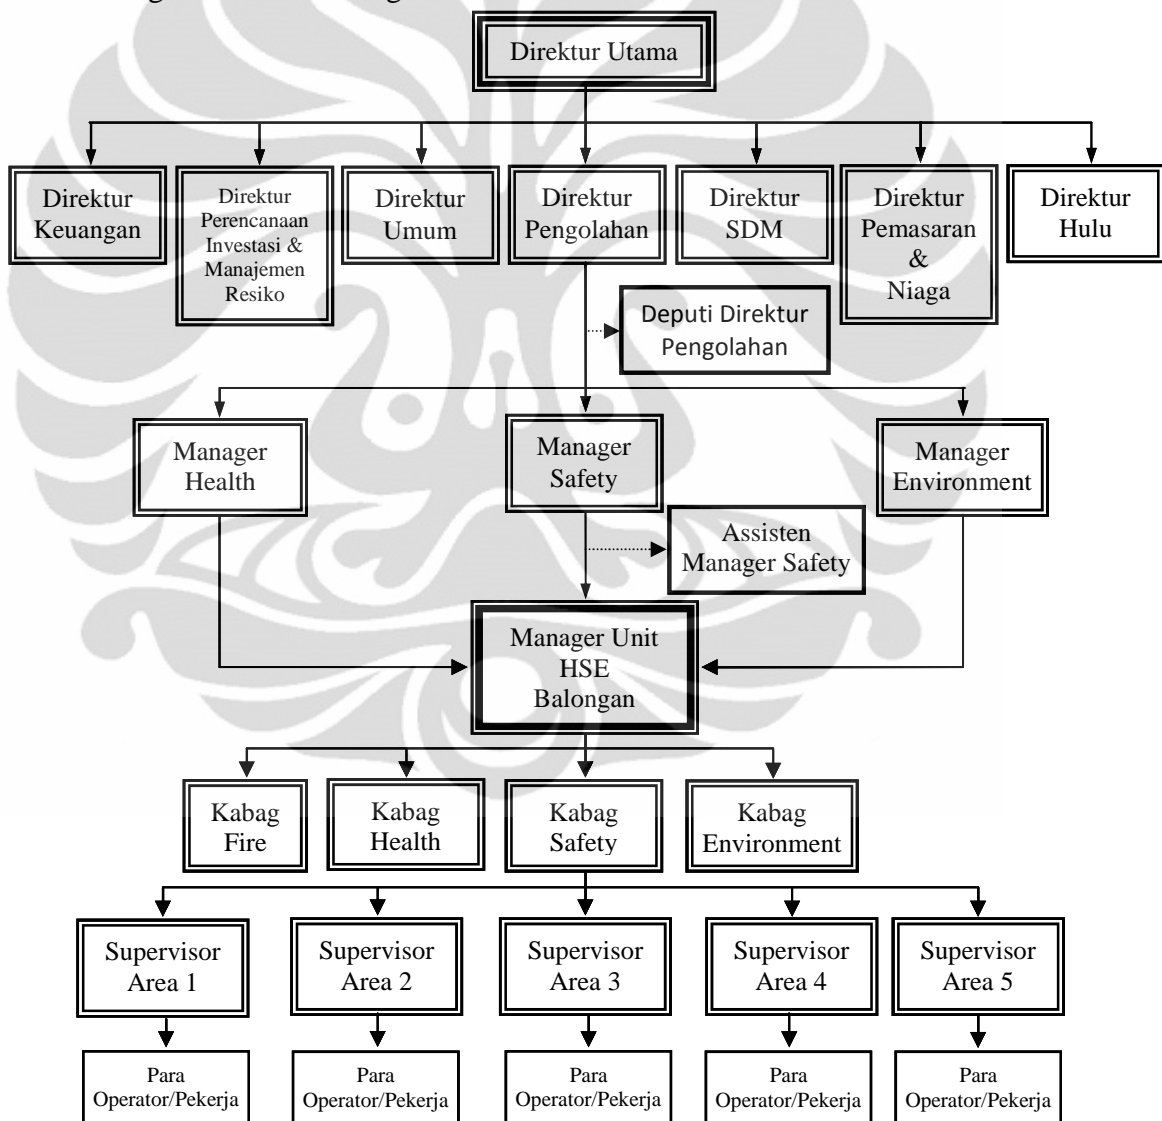 Direktur Utama
Direktur
Keuangan
Direktur
Perencanaan
Investasi &
Manajemen
Resiko
Direktur
Umum
Direktur
Pengolahan
Direktur
SDM
Direktur
Pemasaran
&
Niaga
Direktur
Hulu
Deputi Direktur
Pengolahan
Manager
Health
Manager
Safety
Manager
Environment
Assisten
Manager Safety
Manager Unit
HSE
Balongan
Kabag
Fire
Kabag
Health
Kabag
Safety
Kabag
Environment
Supervisor
Area 1
Supervisor
Area 2
Supervisor
Area 3
Supervisor
Area 4
Supervisor
Area 5
Para
Operator/Pekerja
Para
Operator/Pekerja
Para
Operator/Pekerja
Para
Operator/Pekerja
Para
Operator/Pekerja